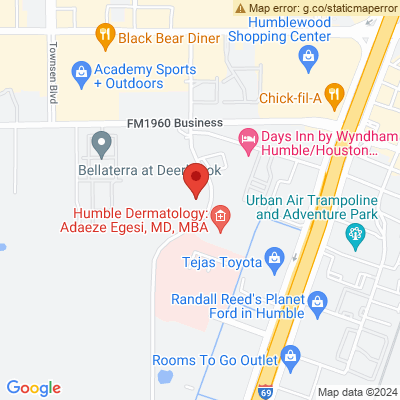 Map error: g.co/staticmaperror
Humblewood
Shopping Center
Townsen Blvd
Black Bear Diner
Academy Sports
+ Outdoors
Chick-fil-A
FM1960 Business
Days Inn by Wyndham
Humble/Houston...
Bellaterra at Deerbrook
Urban Air Trampoline
and Adventure Park
Humble Dermatology:
Adaeze Egesi, MD, MBA
Tejas Toyota
Randall Reed's Planet
Ford in Humble
Rooms To Go Outlet
69
Google
Map data ©2024